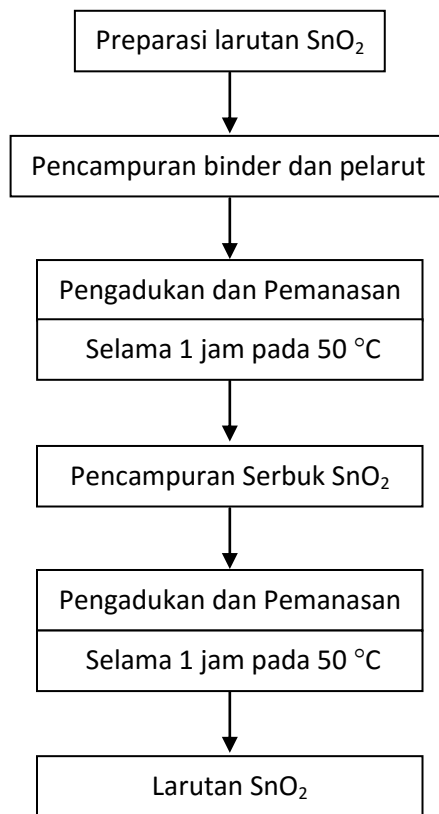 Preparasi larutan SnO₂
Pencampuran binder dan pelarut
Pengadukan dan Pemanasan
Selama 1 jam pada 50 °C
Pencampuran Serbuk SnO₂
Pengadukan dan Pemanasan
Selama 1 jam pada 50 °C
Larutan SnO₂